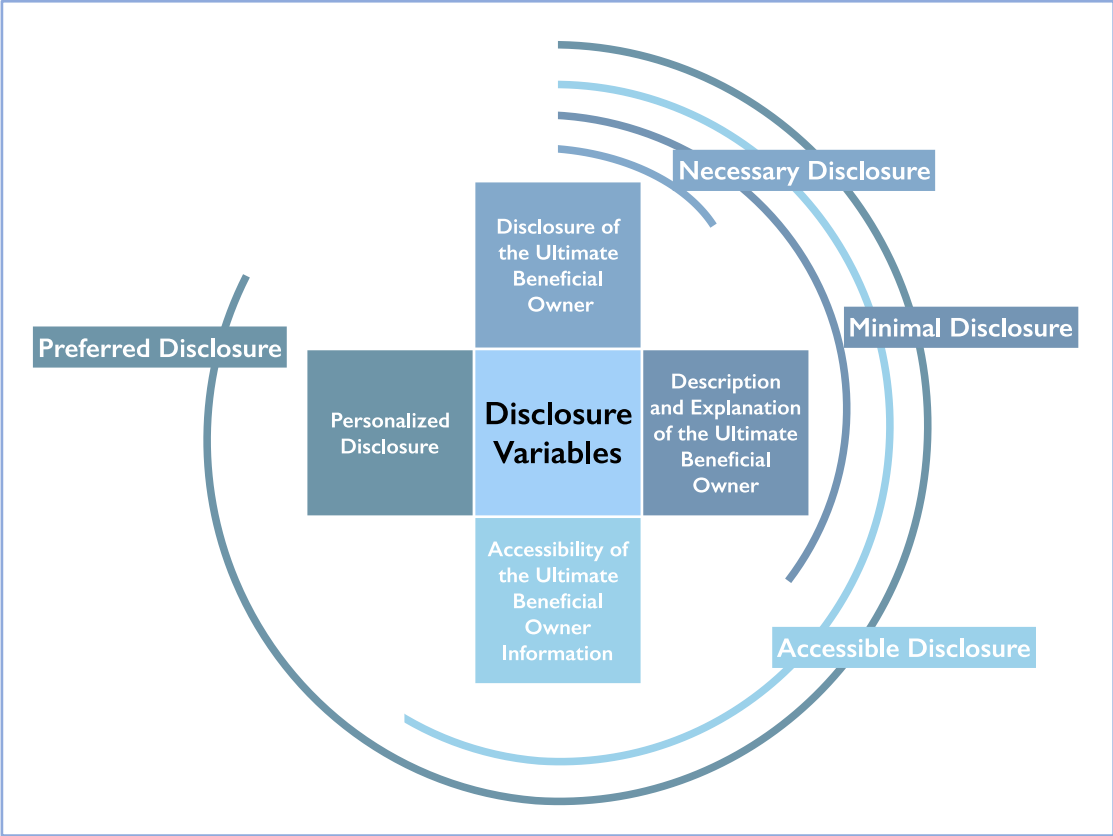 Necessary Disclosure
Disclosure of
the Ultimate
Beneficial
Owner
Minimal Disclosure
Preferred Disclosure
Personalized
Disclosure
Disclosure
Variables
Description
and Explanation
of the Ultimate
Beneficial
Owner
Accessibility of
the Ultimate
Beneficial
Owner
Information
Accessible Disclosure